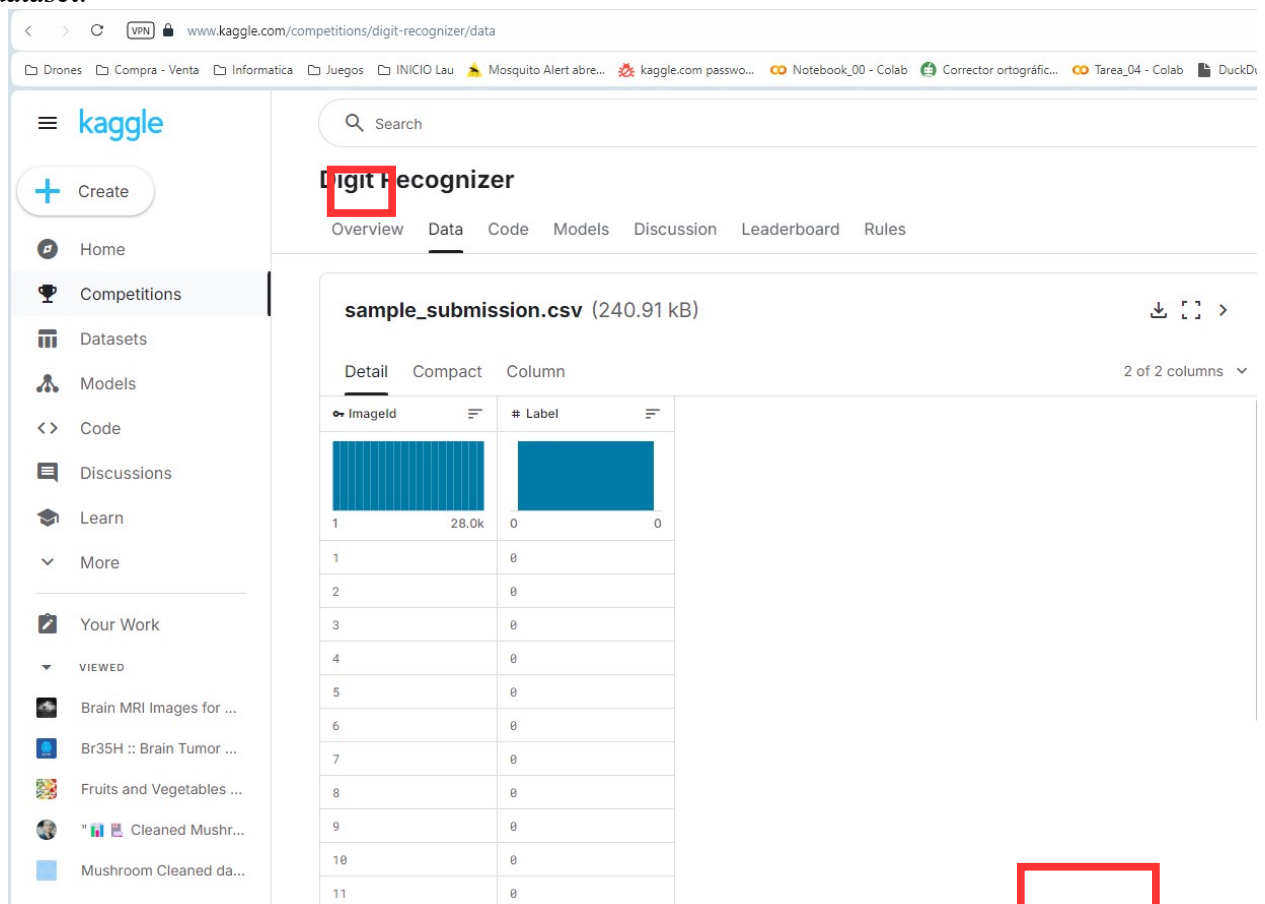 dataset.
VPN www.kaggle.com/competitions/digit-recognizer/data
Drones Compra - Venta Informatica Juegos INICIO Lau Mosquito Alert abre... kaggle.com passwo... Notebook_00 - Colab Corrector ortográfic... Tarea_04 - Colab
kaggle
Search
Create
Digit Recognizer
Overview Data Code Models Discussion Leaderboard Rules
Home
Competitions
Datasets
Models
Code
Discussions
Learn
More
Your Work
VIEWED
Brain MRI Images for ...
Br35H :: Brain Tumor ...
Fruits and Vegetables ...
" Cleaned Mushr...
Mushroom Cleaned da...
sample_submission.csv (240.91 kB)
Detail Compact Column 2 of 2 columns
ImageId # Label
1 28.0k 0 0
1 0
2 0
3 0
4 0
5 0
6 0
7 0
8 0
9 0
10 0
11 0